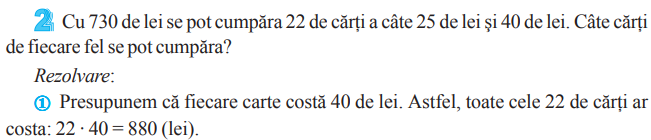 2 Cu 730 de lei se pot cumpăra 22 de cărți a câte 25 de lei și 40 de lei. Câte cărți
de fiecare fel se pot cumpăra?
Rezolvare:
① Presupunem că fiecare carte costă 40 de lei. Astfel, toate cele 22 de cărți ar
costa: 22 · 40 = 880 (lei).